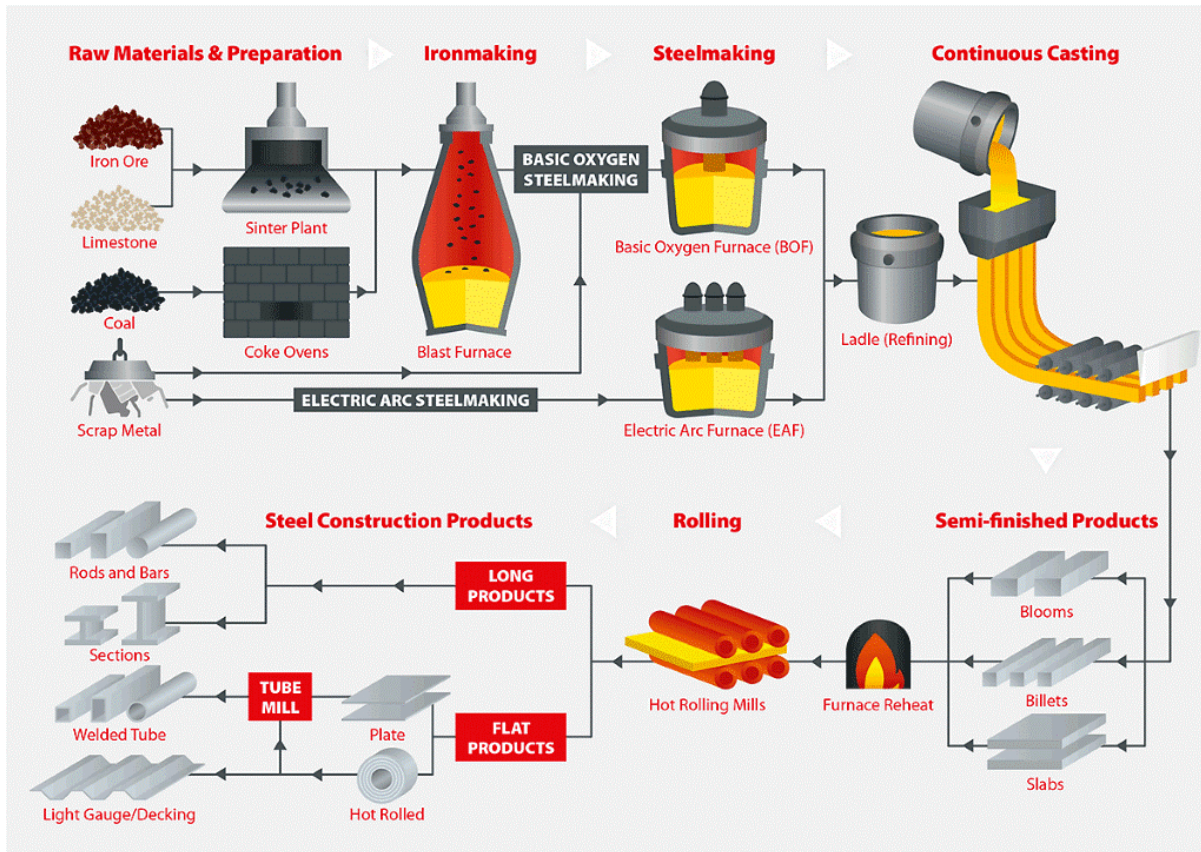 Raw Materials & Preparation
Ironmaking
Steelmaking
Continuous Casting
Iron Ore
Limestone
Sinter Plant
Coal
Coke Ovens
Scrap Metal
Blast Furnace
BASIC OXYGEN
STEELMAKING
Basic Oxygen Furnace (BOF)
ELECTRIC ARC STEELMAKING
Electric Arc Furnace (EAF)
Ladle (Refining)
Steel Construction Products
Rolling
Semi-finished Products
Rods and Bars
Sections
LONG
PRODUCTS
Welded Tube
TUBE
MILL
Plate
FLAT
PRODUCTS
Light Gauge/Decking
Hot Rolled
Hot Rolling Mills
Furnace Reheat
Blooms
Billets
Slabs